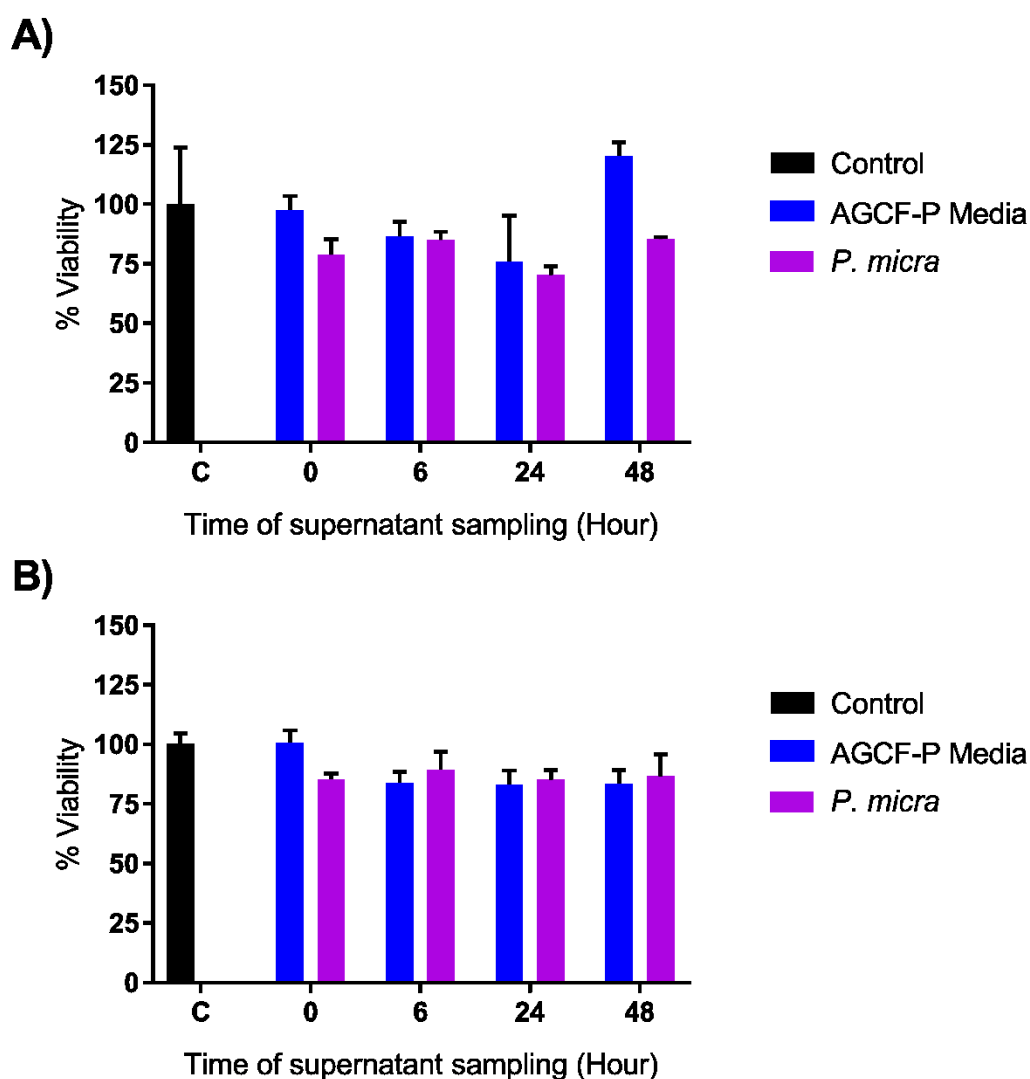 A)
150
125
100
75
50
25
0
% Viability
C 0 6 24 48
Time of supernatant sampling (Hour)
Control
AGCF-P Media
P. micra
B)
150
125
100
75
50
25
0
% Viability
C 0 6 24 48
Time of supernatant sampling (Hour)
Control
AGCF-P Media
P. micra